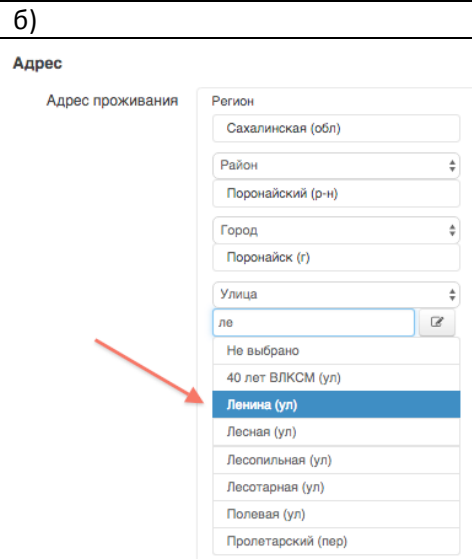 б)
Адрес
Адрес проживания
Регион
Сахалинская (обл)
Район
Поронайский (р-н)
Город
Поронайск (г)
Улица
ле
Не выбрано
40 лет ВЛКСМ (ул)
Ленина (ул)
Лесная (ул)
Лесопильная (ул)
Лесотарная (ул)
Полевая (ул)
Пролетарский (пер)